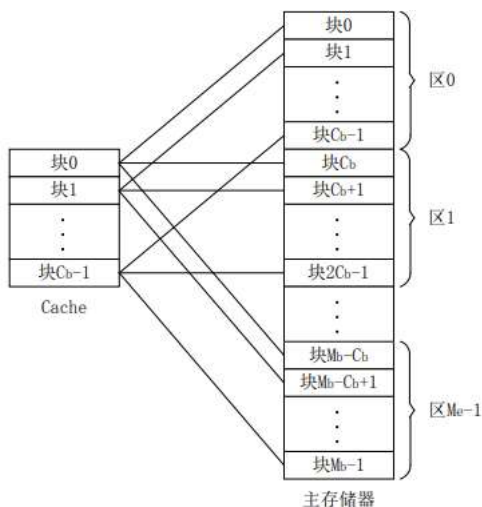 块0
块1
块Cb-1
Cache
块0
块1
块Cb-1
块Cb
块Cb+1
块2Cb-1
块Mb-Cb
块Mb-Cb+1
块Mb-1
主存储器
区0
区1
区Me-1